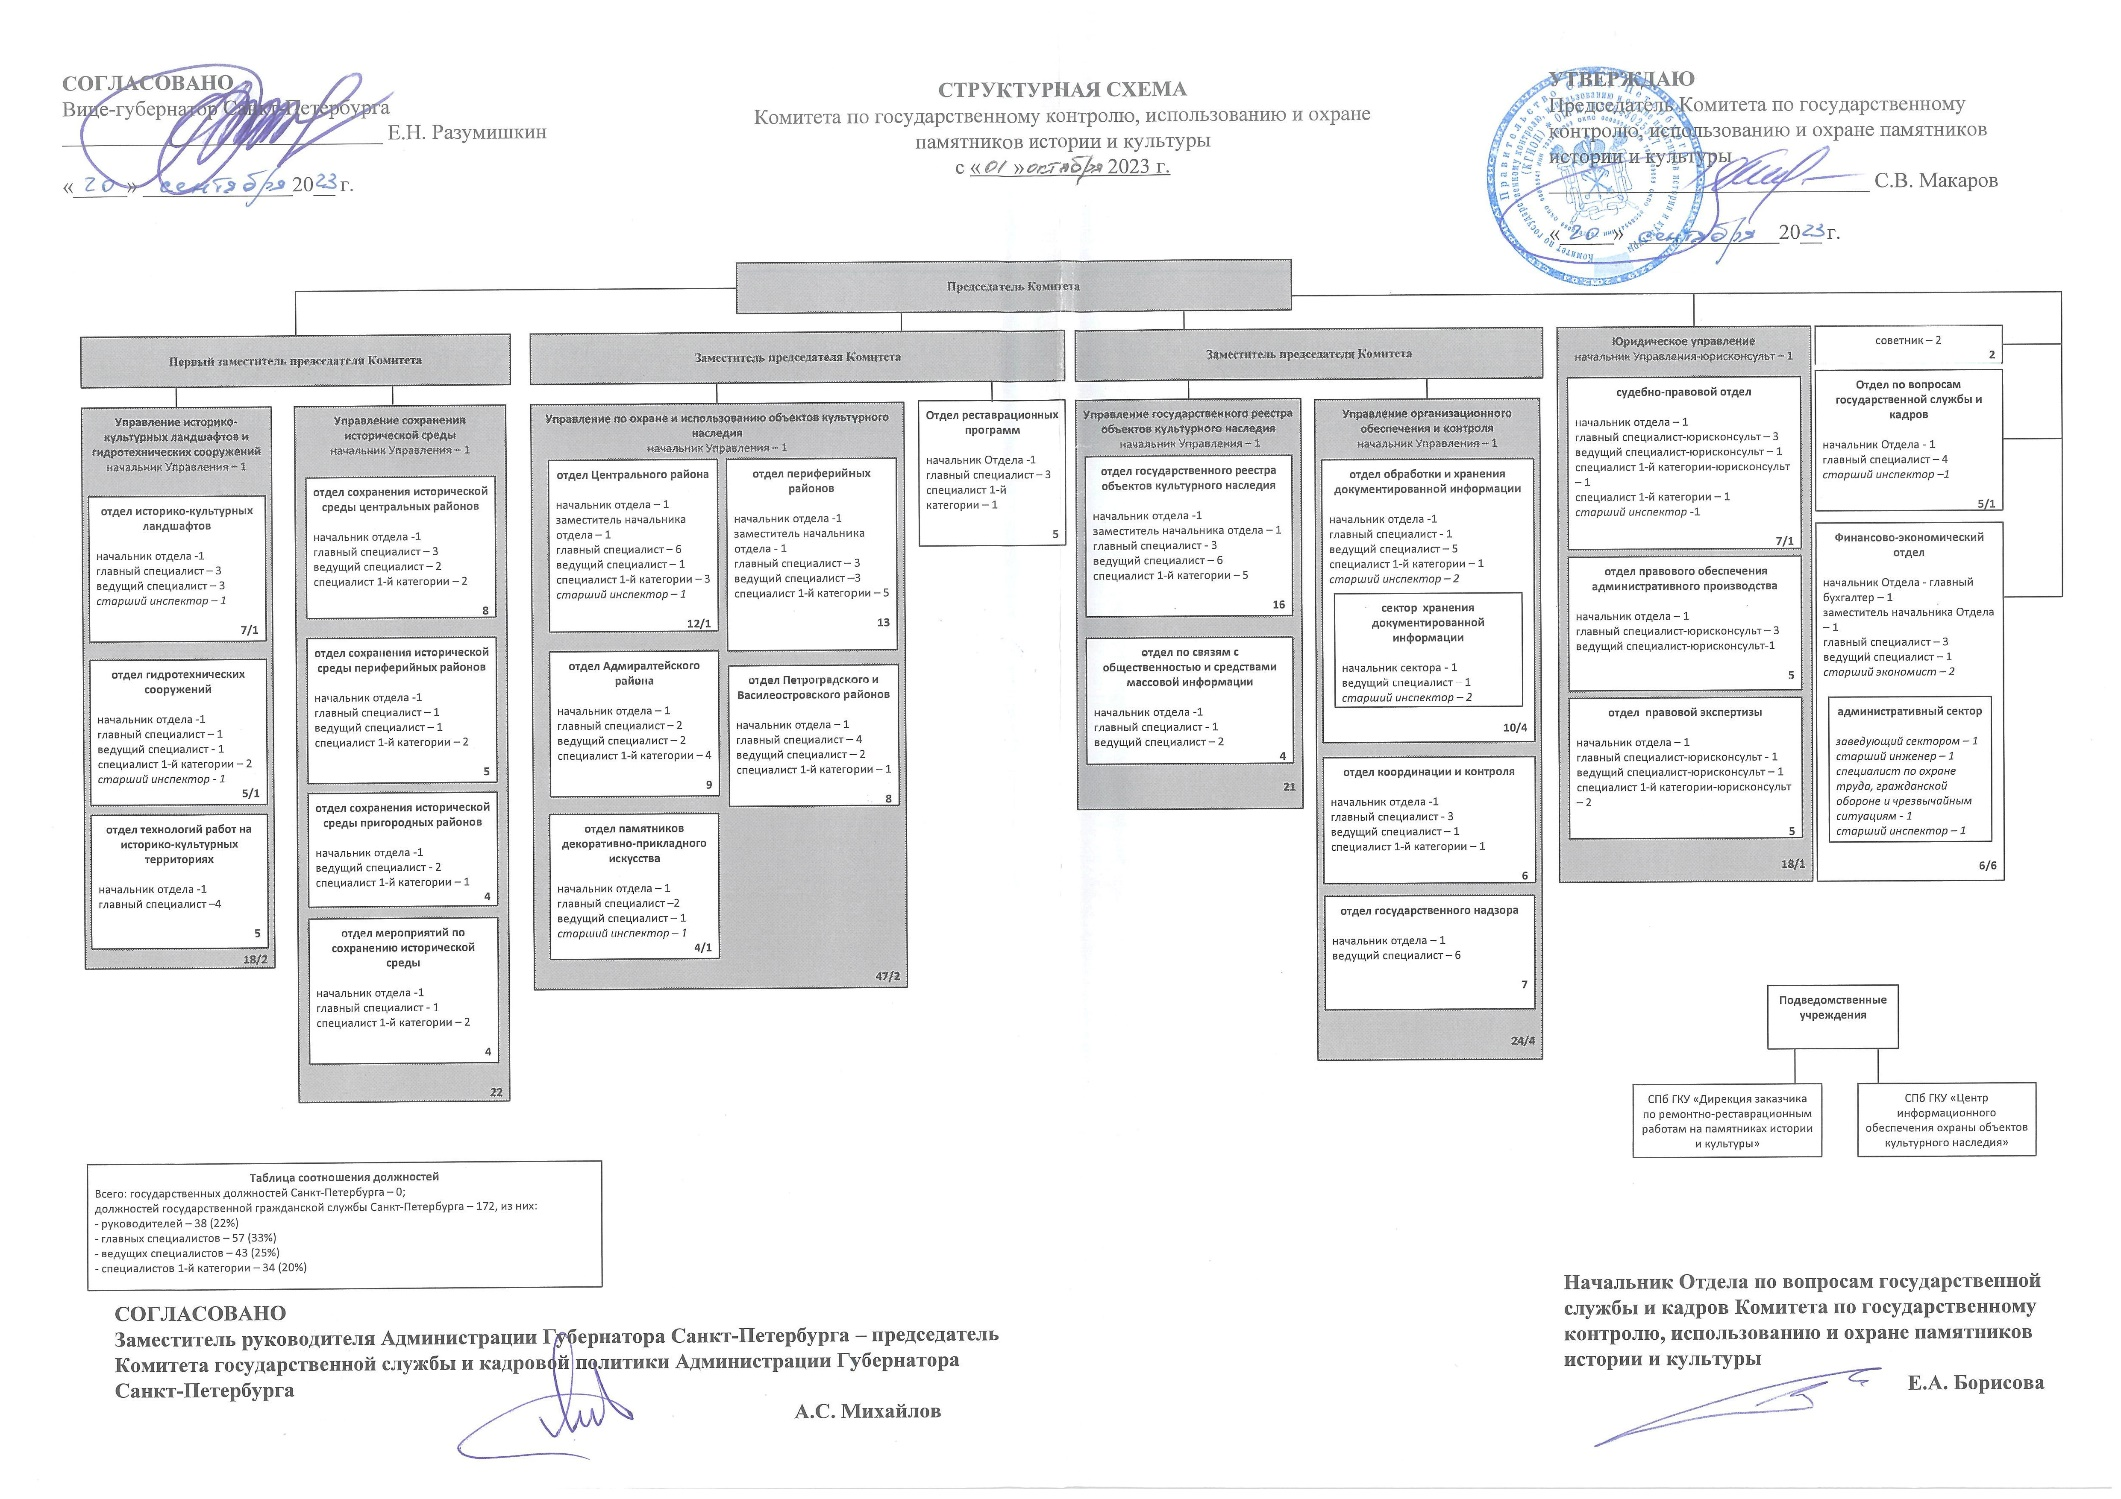 СОГЛАСОВАНО
Вице-губернатор Санкт-Петербурга
Е.Н. Разумишкин
«20» сентября 2023 г.
СТРУКТУРНАЯ СХЕМА
Комитета по государственному контролю, использованию и охране
памятников истории и культуры
с «01» октября 2023 г.
УТВЕРЖДАЮ
Председатель Комитета по государственному
контролю, использованию и охране памятников
истории и культуры
С.В. Макаров
«20» сентября 2023 г.
Председатель Комитета
Первый заместитель председателя Комитета
Управление историко-
культурных ландшафтов и
гидротехнических сооружений
начальник Управления – 1
отдел историко-культурных
ландшафтов
начальник отдела -1
главный специалист – 3
ведущий специалист – 3
старший инспектор – 1
7/1
отдел гидротехнических
сооружений
начальник отдела -1
главный специалист – 1
ведущий специалист - 1
специалист 1-й категории – 2
старший инспектор - 1
5/1
отдел технологий работ на
историко-культурных
территориях
начальник отдела -1
главный специалист –4
5
18/2
Управление сохранения
исторической среды
начальник Управления – 1
отдел сохранения исторической
среды центральных районов
начальник отдела -1
главный специалист – 3
ведущий специалист – 2
специалист 1-й категории – 2
8
отдел сохранения исторической
среды периферийных районов
начальник отдела -1
главный специалист – 1
ведущий специалист – 1
специалист 1-й категории – 2
5
отдел сохранения исторической
среды пригородных районов
начальник отдела -1
ведущий специалист - 2
специалист 1-й категории – 1
4
отдел мероприятий по
сохранению исторической
среды
начальник отдела -1
главный специалист - 1
специалист 1-й категории – 2
4
22
Заместитель председателя Комитета
Управление по охране и использованию объектов культурного
наследия
начальник Управления – 1
отдел Центрального района
начальник отдела – 1
заместитель начальника
отдела – 1
главный специалист – 6
ведущий специалист – 1
специалист 1-й категории – 3
старший инспектор – 1
12/1
отдел периферийных
районов
начальник отдела -1
заместитель начальника
отдела - 1
главный специалист – 3
ведущий специалист –3
специалист 1-й категории – 5
13
отдел Адмиралтейского
района
начальник отдела – 1
главный специалист – 2
ведущий специалист – 2
специалист 1-й категории – 4
9
отдел Петроградского и
Василеостровского районов
начальник отдела – 1
главный специалист – 4
ведущий специалист – 2
специалист 1-й категории – 1
8
отдел памятников
декоративно-прикладного
искусства
начальник отдела – 1
главный специалист –2
ведущий специалист – 1
старший инспектор – 1
4/1
47/2
Отдел реставрационных
программ
начальник Отдела -1
главный специалист – 3
специалист 1-й
категории – 1
5
Заместитель председателя Комитета
Управление государственного реестра
объектов культурного наследия
начальник Управления – 1
отдел государственного реестра
объектов культурного наследия
начальник отдела -1
заместитель начальника отдела – 1
главный специалист - 3
ведущий специалист – 6
специалист 1-й категории – 5
16
отдел по связям с
общественностью и средствами
массовой информации
начальник отдела -1
главный специалист - 1
ведущий специалист – 2
4
21
Управление организационного
обеспечения и контроля
начальник Управления – 1
отдел обработки и хранения
документированной информации
начальник отдела -1
главный специалист - 1
ведущий специалист – 5
специалист 1-й категории – 1
старший инспектор – 2
сектор хранения
документированной
информации
начальник сектора - 1
ведущий специалист – 1
старший инспектор – 2
10/4
отдел координации и контроля
начальник отдела -1
главный специалист - 3
ведущий специалист – 1
специалист 1-й категории – 1
6
отдел государственного надзора
начальник отдела – 1
ведущий специалист – 6
7
24/4
Юридическое управление
начальник Управления-юрисконсульт – 1
судебно-правовой отдел
начальник отдела – 1
главный специалист-юрисконсульт – 3
ведущий специалист-юрисконсульт – 1
специалист 1-й категории-юрисконсульт
– 1
специалист 1-й категории – 1
старший инспектор -1
7/1
отдел правового обеспечения
административного производства
начальник отдела – 1
главный специалист-юрисконсульт – 3
ведущий специалист-юрисконсульт-1
5
отдел правовой экспертизы
начальник отдела – 1
главный специалист-юрисконсульт - 1
ведущий специалист-юрисконсульт – 1
специалист 1-й категории-юрисконсульт
– 2
5
18/1
советник – 2
2
Отдел по вопросам
государственной службы и
кадров
начальник Отдела - 1
главный специалист – 4
старший инспектор –1
5/1
Финансово-экономический
отдел
начальник Отдела - главный
бухгалтер – 1
заместитель начальника Отдела
– 1
главный специалист – 3
ведущий специалист – 1
старший экономист – 2
административный сектор
заведующий сектором – 1
старший инженер – 1
специалист по охране
труда, гражданской
обороне и чрезвычайным
ситуациям - 1
старший инспектор – 1
6/6
Подведомственные
учреждения
СПб ГКУ «Дирекция заказчика
по ремонтно-реставрационным
работам на памятниках истории
и культуры»
СПб ГКУ «Центр
информационного
обеспечения охраны объектов
культурного наследия»
Таблица соотношения должностей
Всего: государственных должностей Санкт-Петербурга – 0;
должностей государственной гражданской службы Санкт-Петербурга – 172, из них:
- руководителей – 38 (22%)
- главных специалистов – 57 (33%)
- ведущих специалистов – 43 (25%)
- специалистов 1-й категории – 34 (20%)
СОГЛАСОВАНО
Заместитель руководителя Администрации Губернатора Санкт-Петербурга – председатель
Комитета государственной службы и кадровой политики Администрации Губернатора
Санкт-Петербурга
А.С. Михайлов
Начальник Отдела по вопросам государственной
службы и кадров Комитета по государственному
контролю, использованию и охране памятников
истории и культуры
Е.А. Борисова